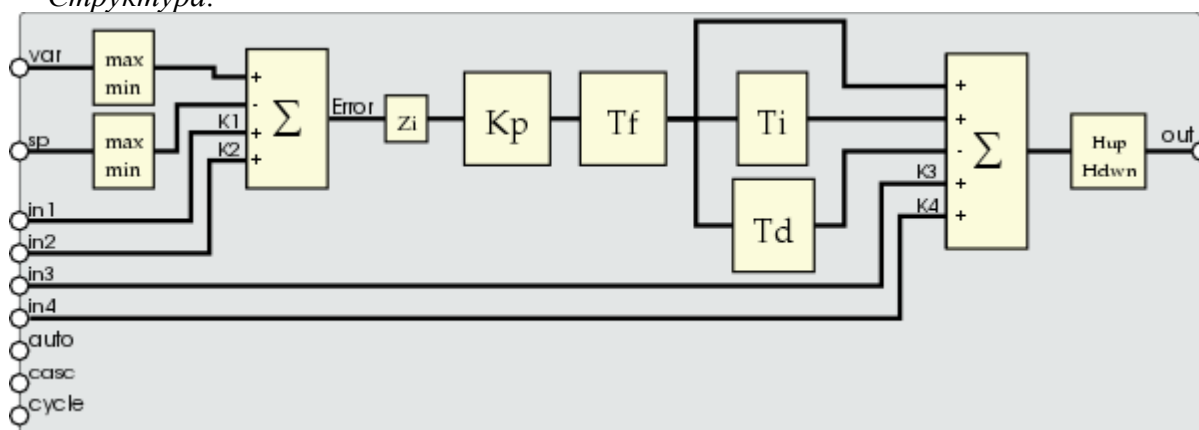 Структура:
var
max
min
+
-
K1
+
K2
+
Σ
Error
Zi
Kp
Tf
Ti
Td
sp
max
min
+
+
-
K3
+
K4
+
Σ
Hup
Hdwn
out
in1
in2
in3
in4
auto
casc
cycle